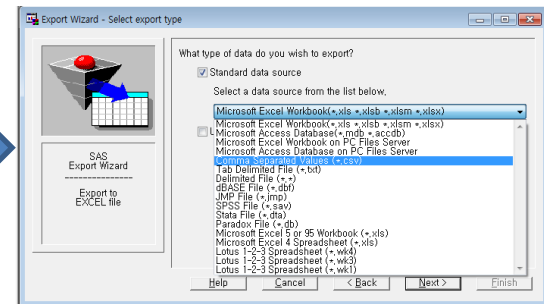 Export Wizard - Select export type
What type of data do you wish to export?
Standard data source
Select a data source from the list below,
Microsoft Excel Workbook(*,xls *,xlsb *,xlsm *,xlsx)
Microsoft Excel Workbook(*,xls *,xlsb *,xlsm *,xlsx)
U
Microsoft Access Database(*,mdb *,accdb)
Microsoft Excel Workbook on PC Files Server
Microsoft Access Database on PC Files Server
Comma Separated Values (*,csv)
Tab Delimited File (*,txt)
Delimited File (*,*)
dBASE File (*,dbf)
JMP File (*,jmp)
SPSS File (*,sav)
Stata File (*,dta)
Paradox File (*,db)
Microsoft Excel 5 or 95 Workbook (*,xls)
Microsoft Excel 4 Spreadsheet (*,xls)
Lotus 1-2-3 Spreadsheet (*,wk4)
Lotus 1-2-3 Spreadsheet (*,wk3)
Lotus 1-2-3 Spreadsheet (*,wk1)
SAS
Export Wizard
---------------
Export to
EXCEL file
Help Cancel < Back Next > Finish